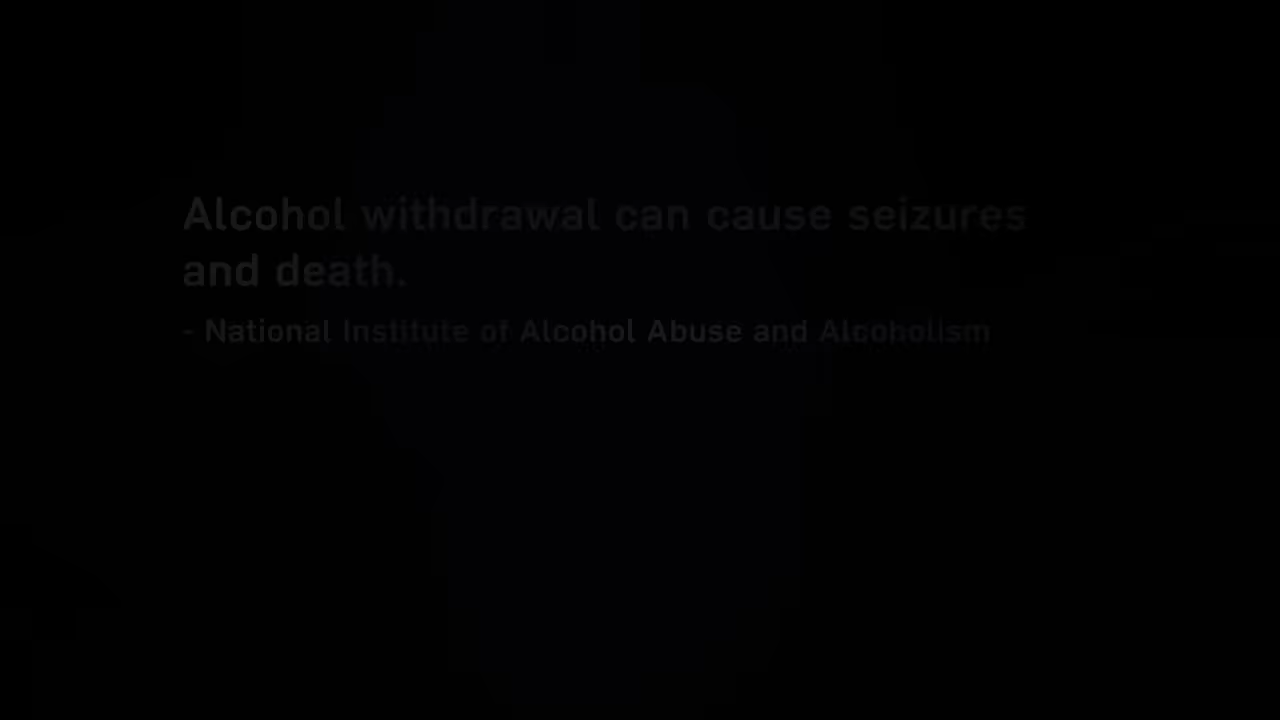 Alcohol withdrawal can cause seizures
and death.
- National Institute of Alcohol Abuse and Alcoholism